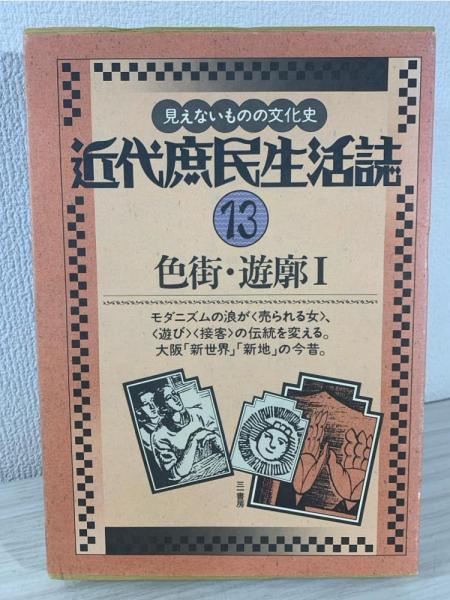 見えないものの文化史
近代庶民生活誌
13
色街・遊廓I
モダニズムの浪が〈売られる女〉、
〈遊び〉〈接客〉の伝統を変える。
大阪「新世界」「新地」の今昔。
三一書房